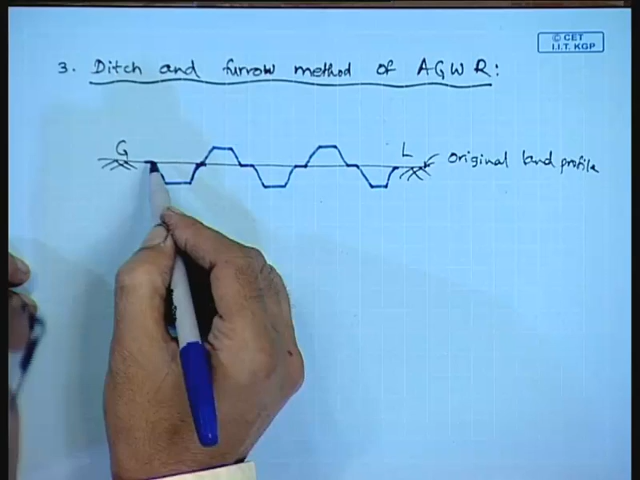 © CET
I.I.T. KGP
3. Ditch and furrow method of AGWR:
G
L
original land profile